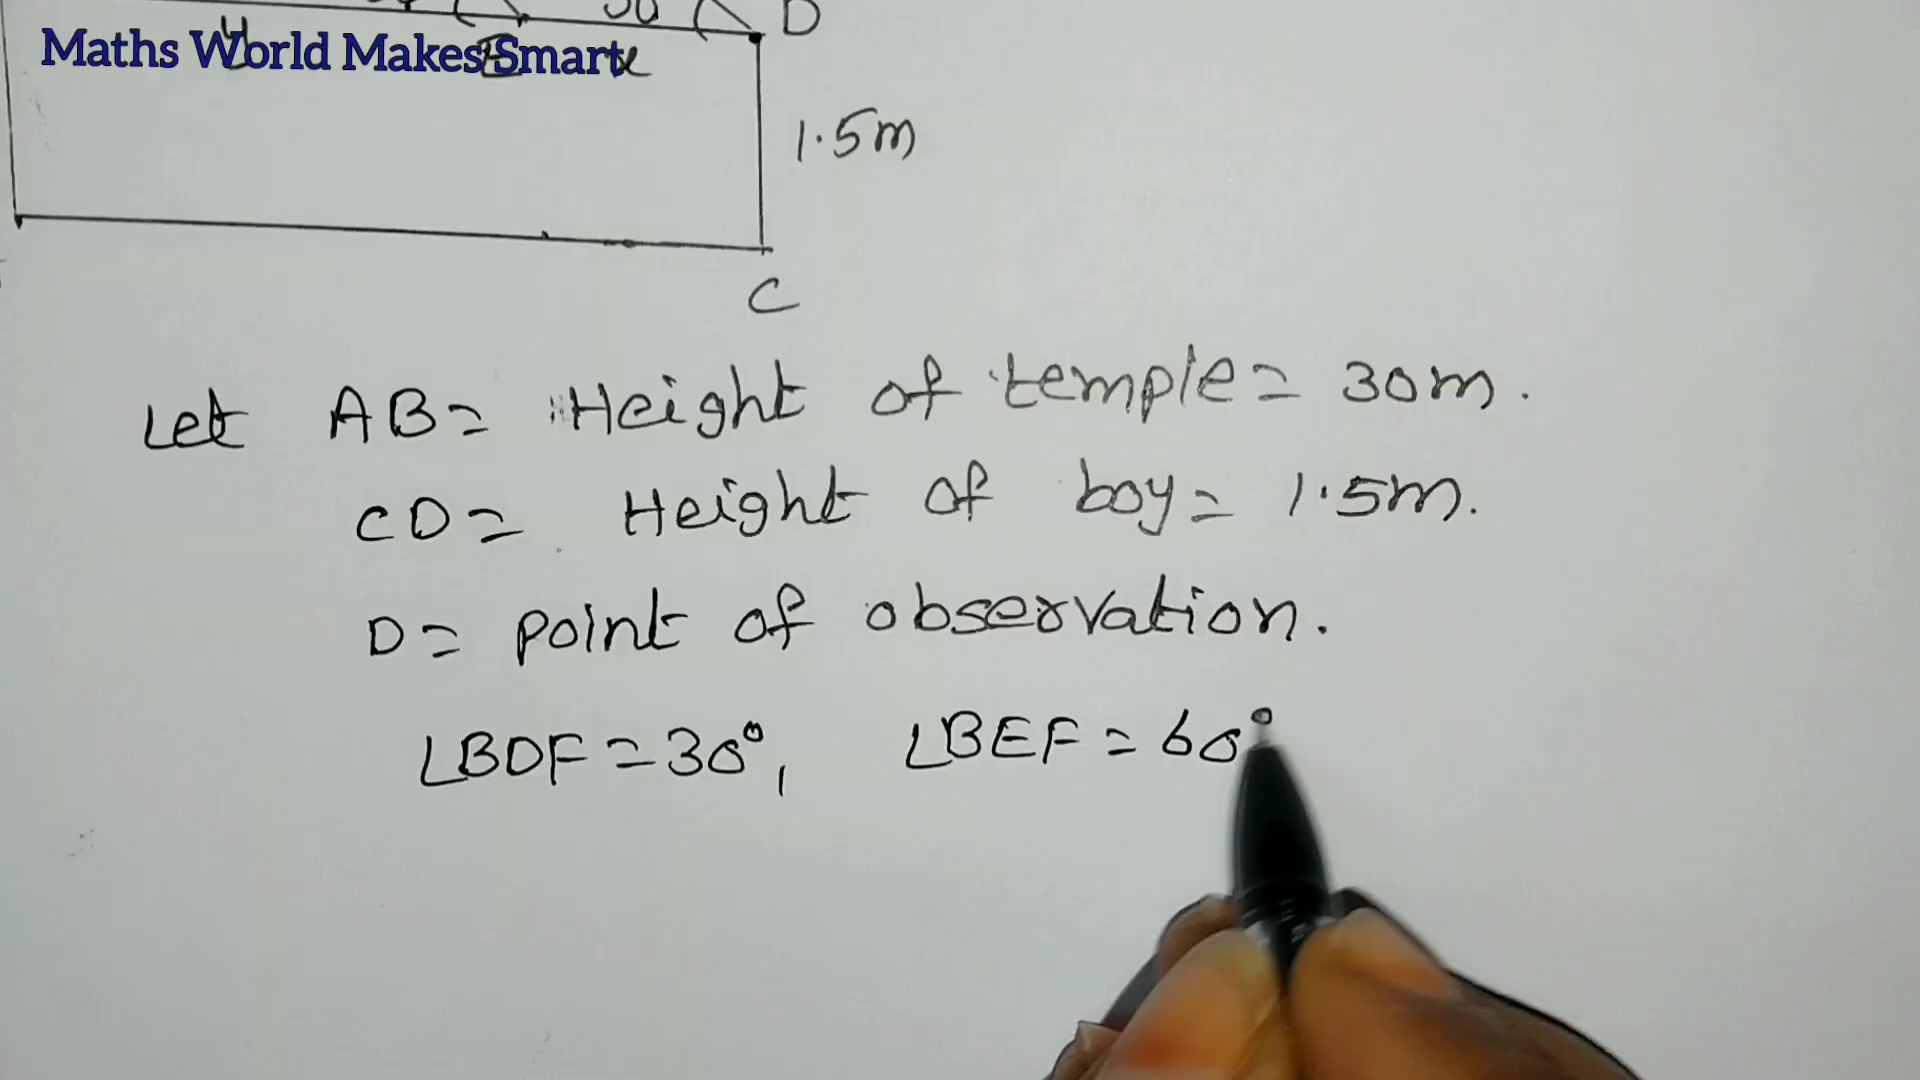 30 D
Maths World Makes Smart
y E x
1.5m
C
Let AB = Height of temple = 30m.
CD = Height of boy = 1.5m.
D = point of observation.
∠BDF = 30°, ∠BEF = 60°